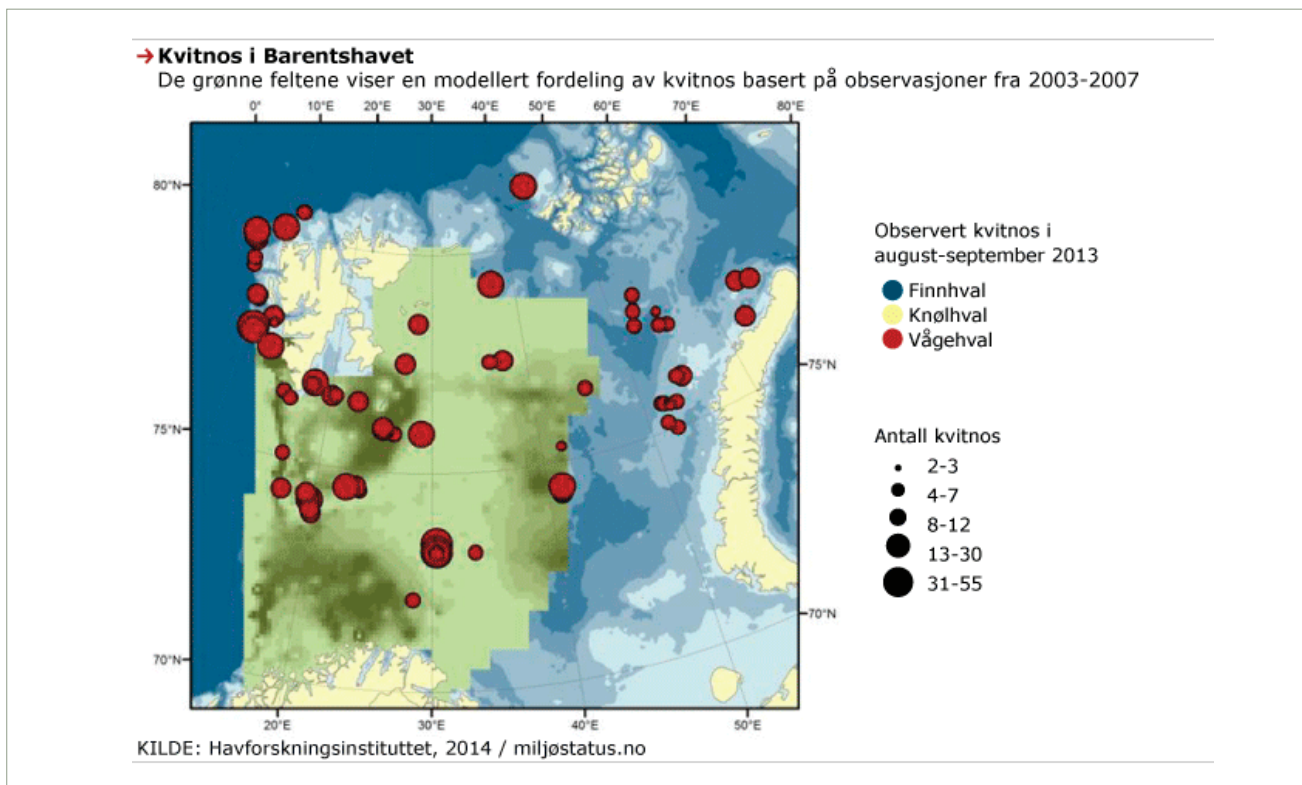 → Kvitnos i Barentshavet
De grønne feltene viser en modellert fordeling av kvitnos basert på observasjoner fra 2003-2007
0° 10°E 20°E 30°E 40°E 50°E 60°E 70°E 80°E
80°N
75°N
75°N
70°N
70°N
20°E 30°E 40°E 50°E
Observert kvitnos i
august-september 2013
Finnhval
Knølhval
Vågehval
Antall kvitnos
2-3
4-7
8-12
13-30
31-55
KILDE: Havforskningsinstituttet, 2014 / miljøstatus.no